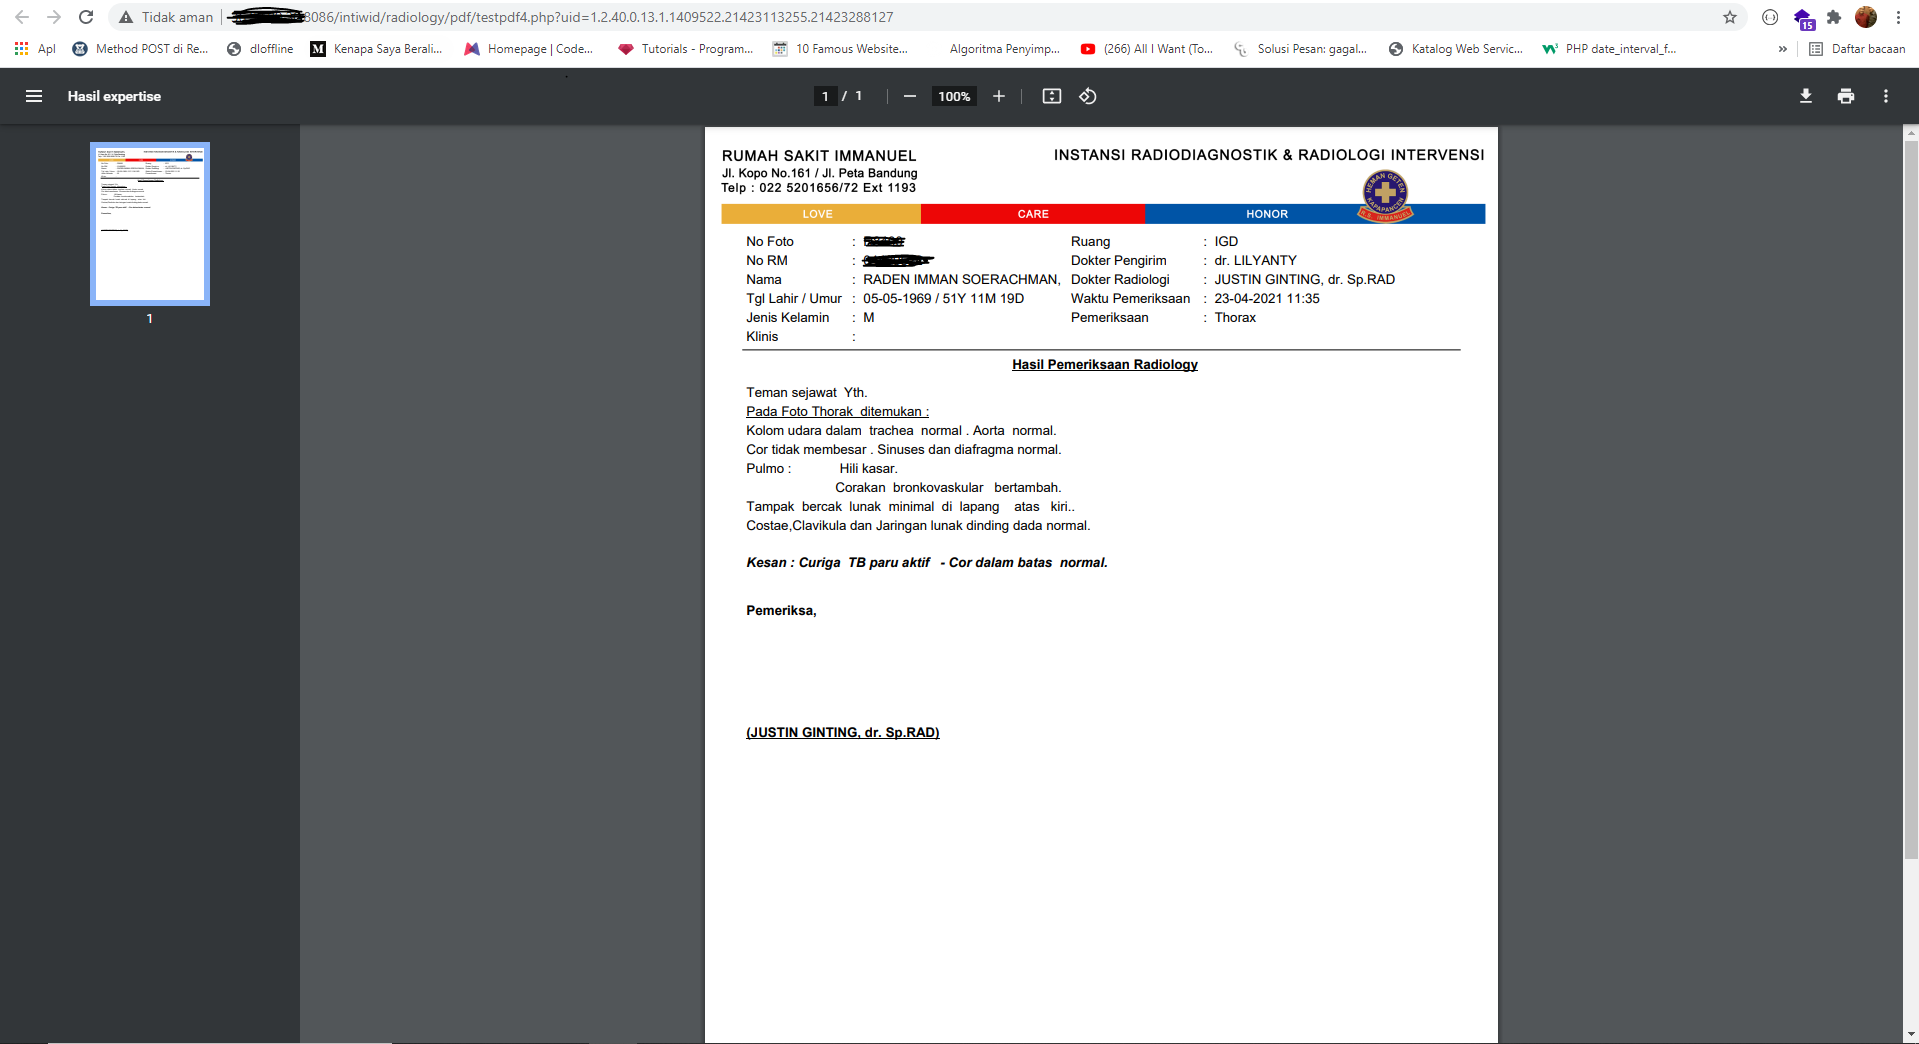 Tidak aman
8086/intiwid/radiology/pdf/testpdf4.php?uid=1.2.40.0.13.1.1409522.21423113255.21423288127
15
Apl
Method POST di Re...
dloffline
Kenapa Saya Berali...
Homepage | Code...
Tutorials - Program...
10 Famous Website...
Algoritma Penyimp...
(266) All I Want (To...
Solusi Pesan: gagal...
Katalog Web Servic...
PHP date_interval_f...
»
Daftar bacaan
Hasil expertise
1 / 1
100%
1
RUMAH SAKIT IMMANUEL
Jl. Kopo No.161 / Jl. Peta Bandung
Telp : 022 5201656/72 Ext 1193
INSTANSI RADIODIAGNOSTIK & RADIOLOGI INTERVENSI
HEMAN GETEN
KAPAPANCEN
R.S. IMMANUEL
LOVE CARE HONOR
No Foto :
No RM :
Nama : RADEN IMMAN SOERACHMAN,
Tgl Lahir / Umur : 05-05-1969 / 51Y 11M 19D
Jenis Kelamin : M
Klinis :
Ruang : IGD
Dokter Pengirim : dr. LILYANTY
Dokter Radiologi : JUSTIN GINTING, dr. Sp.RAD
Waktu Pemeriksaan : 23-04-2021 11:35
Pemeriksaan : Thorax
Hasil Pemeriksaan Radiology
Teman sejawat Yth.
Pada Foto Thorak ditemukan :
Kolom udara dalam trachea normal . Aorta normal.
Cor tidak membesar . Sinuses dan diafragma normal.
Pulmo : Hili kasar.
Corakan bronkovaskular bertambah.
Tampak bercak lunak minimal di lapang atas kiri..
Costae,Clavikula dan Jaringan lunak dinding dada normal.
Kesan : Curiga TB paru aktif - Cor dalam batas normal.
Pemeriksa,
(JUSTIN GINTING, dr. Sp.RAD)